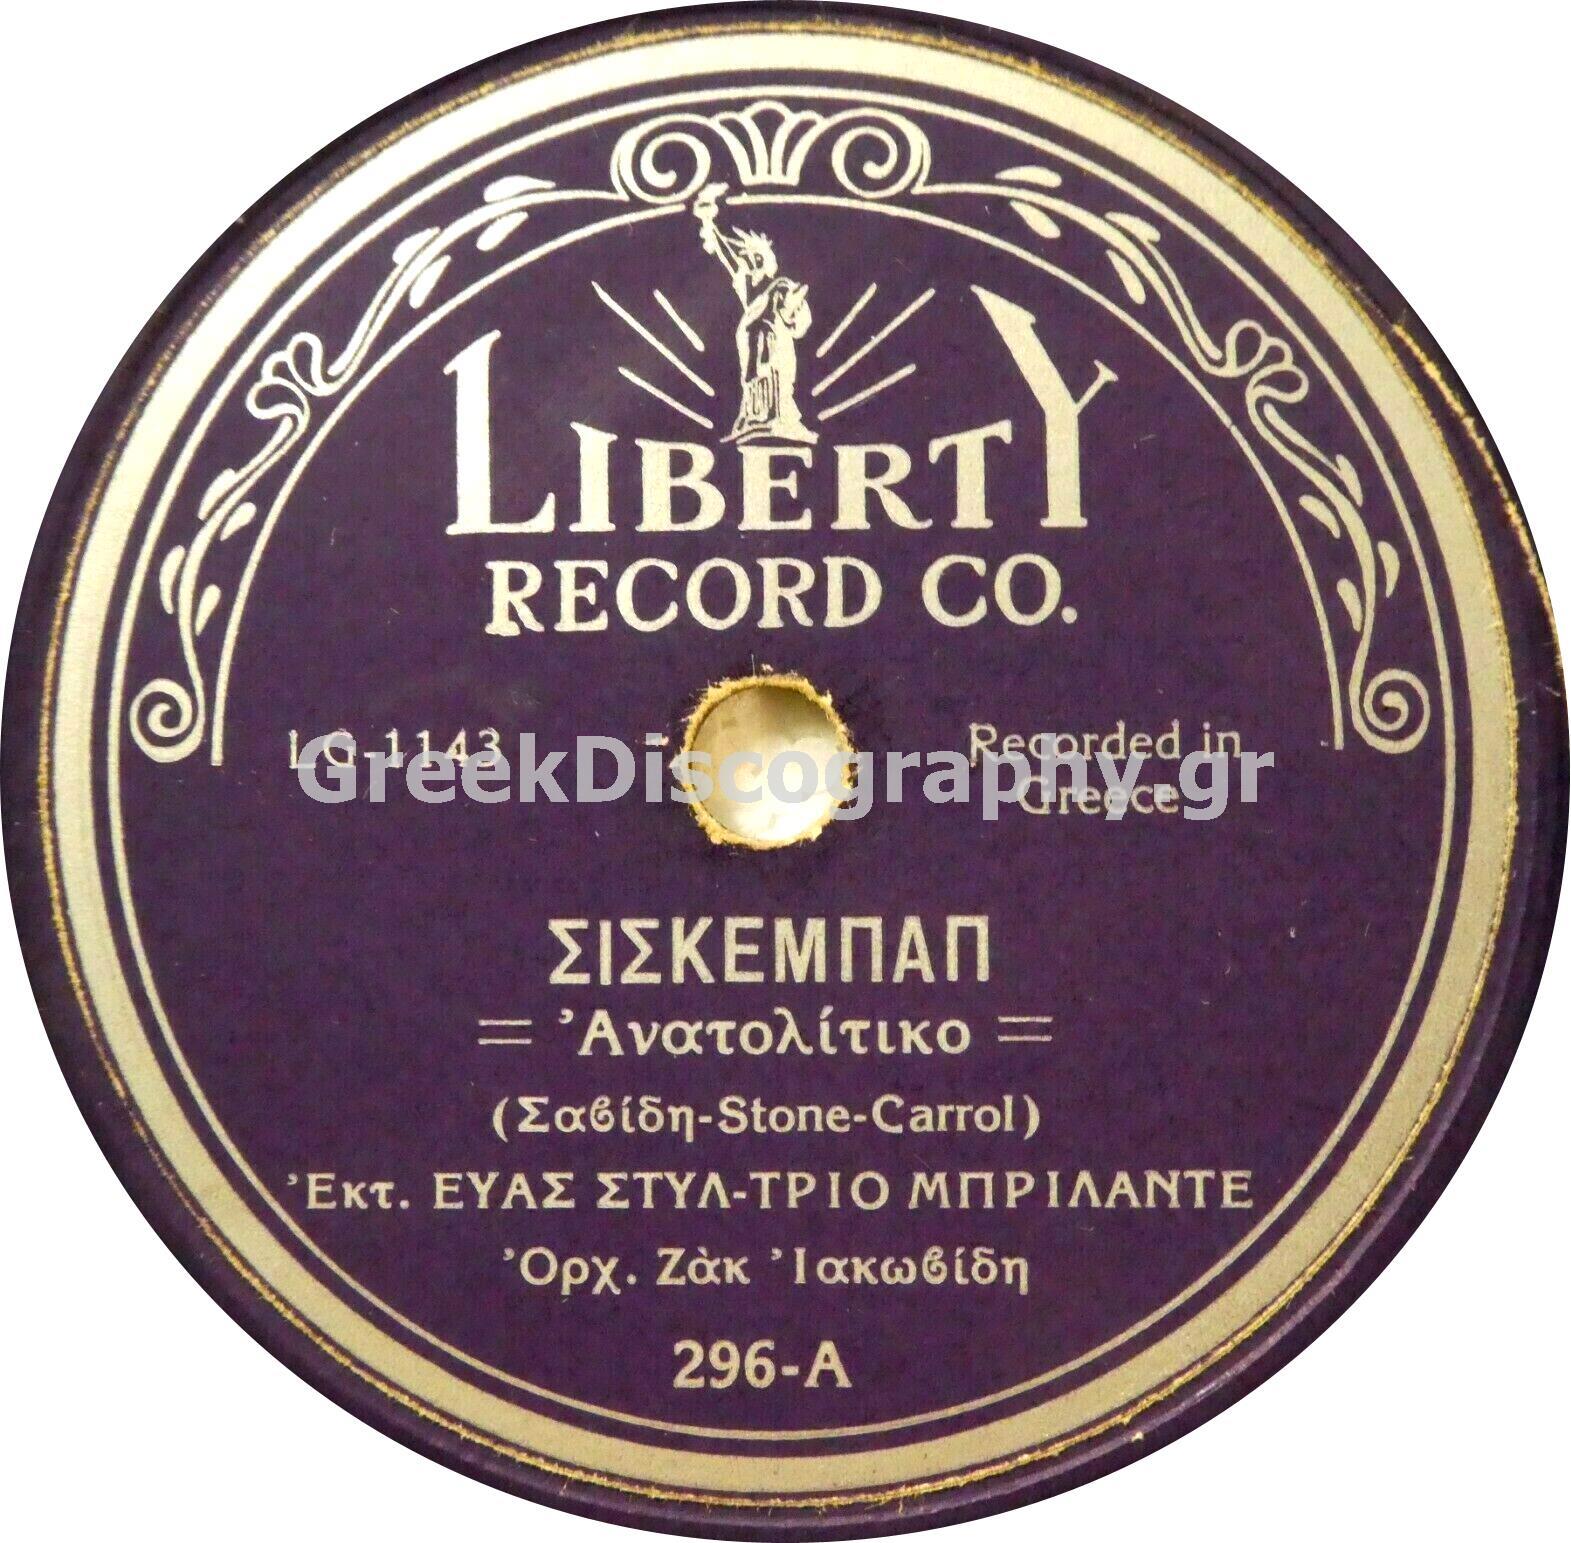 LIBERTY
RECORD CO.
LG-1143
Recorded in
Greece
GreekDiscography.gr
ΣΙΣΚΕΜΠΑΠ
= Ἀνατολίτικο =
(Σαϐίδη-Stone-Carrol)
Ἐκτ. ΕΥΑΣ ΣΤΥΛ-ΤΡΙΟ ΜΠΡΙΛΑΝΤΕ
Ὀρχ. Ζὰκ Ἰακωϐίδη
296-A